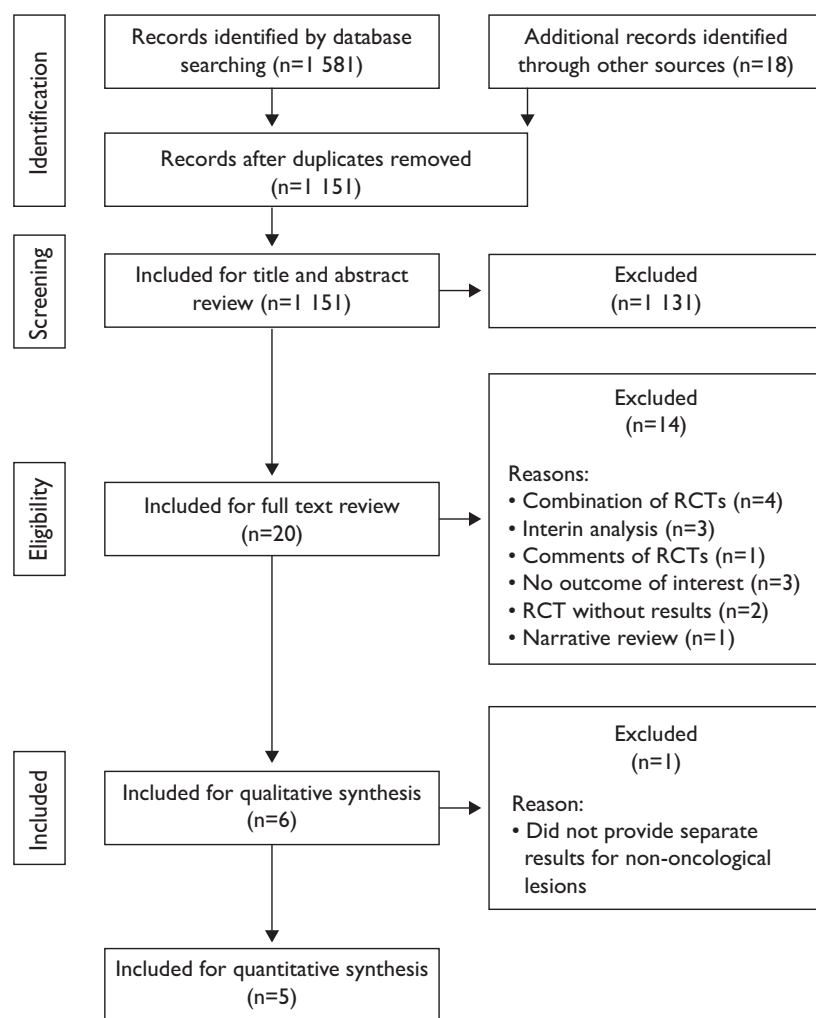 Identification
Records identified by database
searching (n=1 581)
Additional records identified
through other sources (n=18)
Records after duplicates removed
(n=1 151)
Screening
Included for title and abstract
review (n=1 151)
Excluded
(n=1 131)
Eligibility
Included for full text review
(n=20)
Excluded
(n=14)
Reasons:
• Combination of RCTs (n=4)
• Interin analysis (n=3)
• Comments of RCTs (n=1)
• No outcome of interest (n=3)
• RCT without results (n=2)
• Narrative review (n=1)
Included
Included for qualitative synthesis
(n=6)
Excluded
(n=1)
Reason:
• Did not provide separate
results for non-oncological
lesions
Included for quantitative synthesis
(n=5)